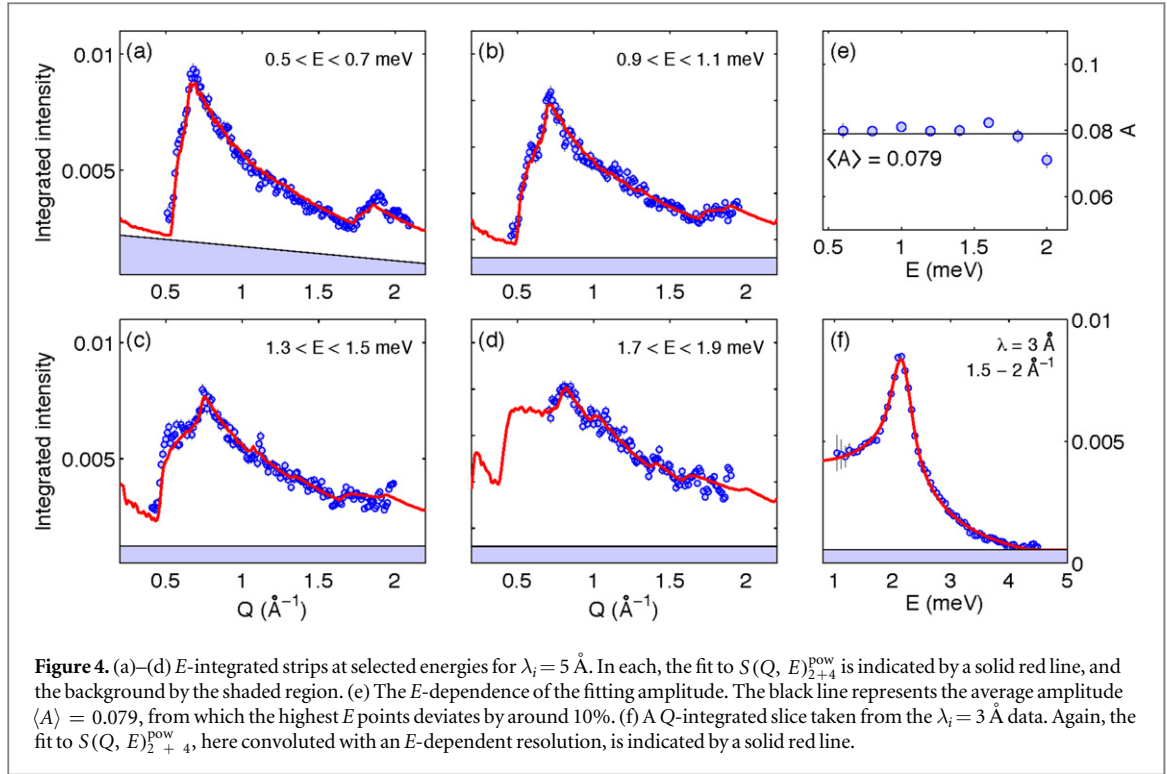 (a)
0.5 < E < 0.7 meV
Integrated intensity
0.01
0.005
0.5 1 1.5 2
(b)
0.9 < E < 1.1 meV
0.5 1 1.5 2
(e)
⟨A⟩ = 0.079
0.1
0.08
0.06
A
0.5 1 1.5 2
E (meV)
(c)
1.3 < E < 1.5 meV
Integrated intensity
0.01
0.005
0.5 1 1.5 2
Q (Å⁻¹)
(d)
1.7 < E < 1.9 meV
0.5 1 1.5 2
Q (Å⁻¹)
(f)
λ = 3 Å
1.5 – 2 Å⁻¹
0.01
0.005
0
1 2 3 4 5
E (meV)
Figure 4. (a)–(d) E-integrated strips at selected energies for λᵢ = 5 Å. In each, the fit to S(Q, E)₂₊₄^pow is indicated by a solid red line, and
the background by the shaded region. (e) The E-dependence of the fitting amplitude. The black line represents the average amplitude
⟨A⟩ = 0.079, from which the highest E points deviates by around 10%. (f) A Q-integrated slice taken from the λᵢ = 3 Å data. Again, the
fit to S(Q, E)₂ ₊ ₄^pow, here convoluted with an E-dependent resolution, is indicated by a solid red line.